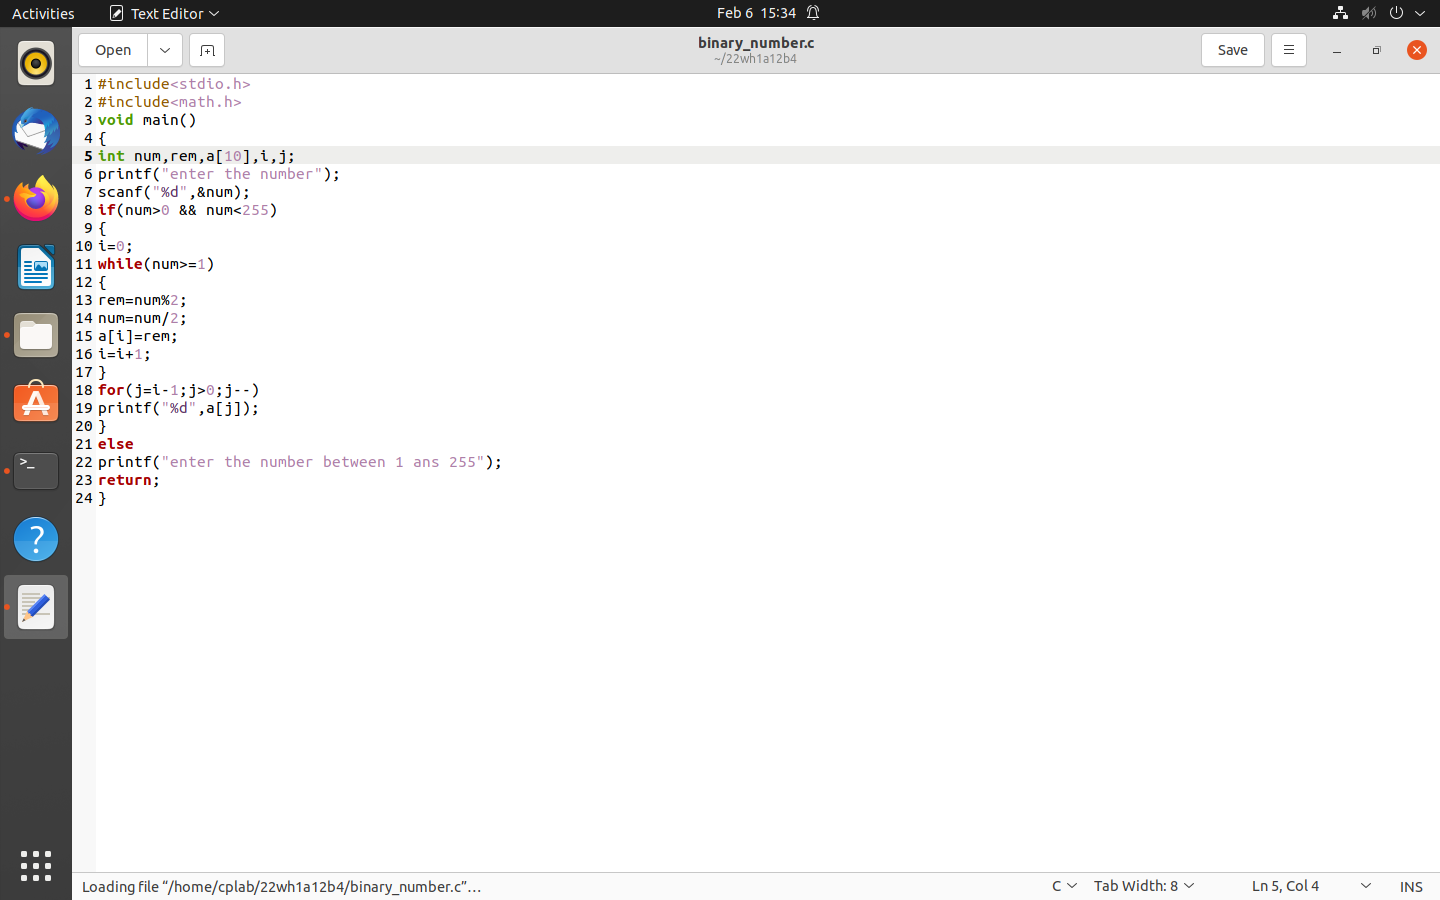 Activities Text Editor Feb 6 15:34
Open binary_number.c Save
~/22wh1a12b4
1 #include<stdio.h>
2 #include<math.h>
3 void main()
4 {
5 int num,rem,a[10],i,j;
6 printf("enter the number");
7 scanf("%d",&num);
8 if(num>0 && num<255)
9 {
10 i=0;
11 while(num>=1)
12 {
13 rem=num%2;
14 num=num/2;
15 a[i]=rem;
16 i=i+1;
17 }
18 for(j=i-1;j>0;j--)
19 printf("%d",a[j]);
20 }
21 else
22 printf("enter the number between 1 ans 255");
23 return;
24 }
Loading file “/home/cplab/22wh1a12b4/binary_number.c”… C Tab Width: 8 Ln 5, Col 4 INS